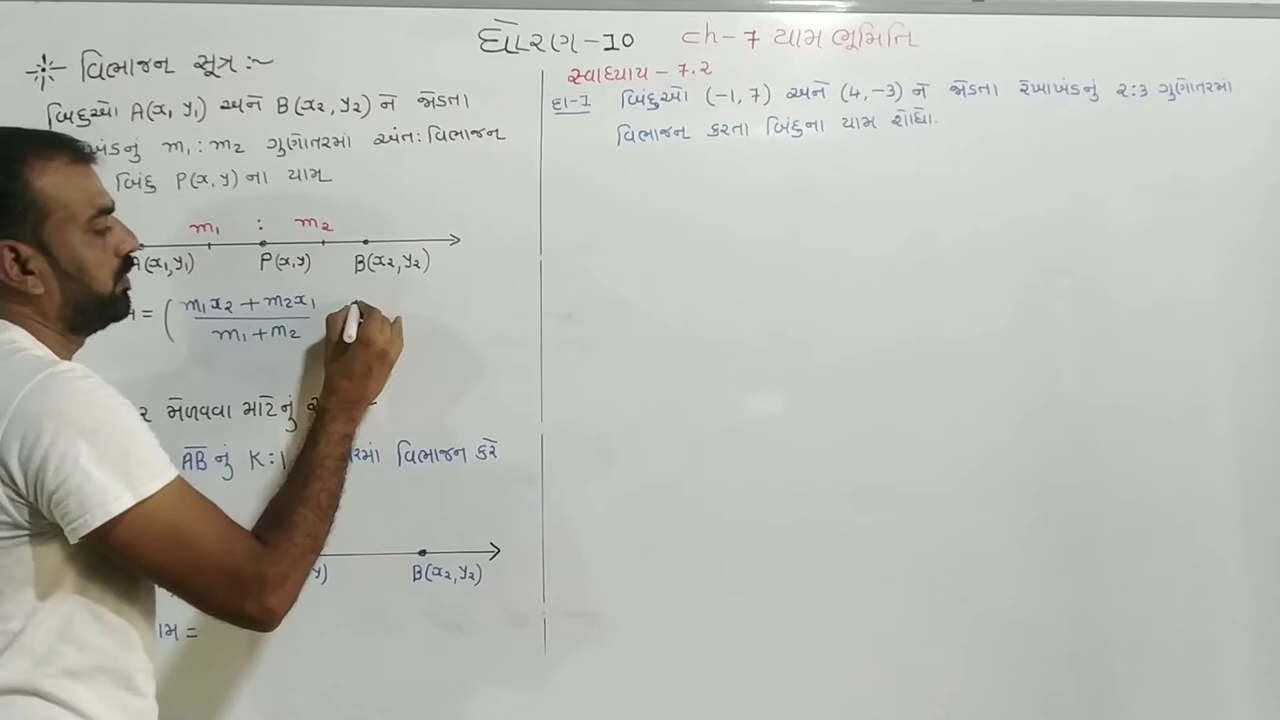 ધોરણ-10 ch-7 યામ ભૂમિતિ
વિભાજન સૂત્ર :~
બિંદુઓ A(x, y₁) અને B(x₂, y₂) ને જોડતા
ખંડનું m₁ : m₂ ગુણોત્તરમાં અંતઃવિભાજન
બિંદુ P(x, y) ના યામ
m₁ : m₂
A(x₁, y₁) P(x, y) B(x₂, y₂)
= ( m₁x₂ + m₂x₁
m₁ + m₂
ર મેળવવા માટેનું
AB નું K:1 રમાં વિભાજન કરે
y) B(x₂, y₂)
ામ =
સ્વાધ્યાય - 7.2
દા-1 બિંદુઓ (-1, 7) અને (4, -3) ને જોડતા રેખાખંડનું 2:3 ગુણોત્તરમાં
વિભાજન કરતા બિંદુના યામ શોધો.